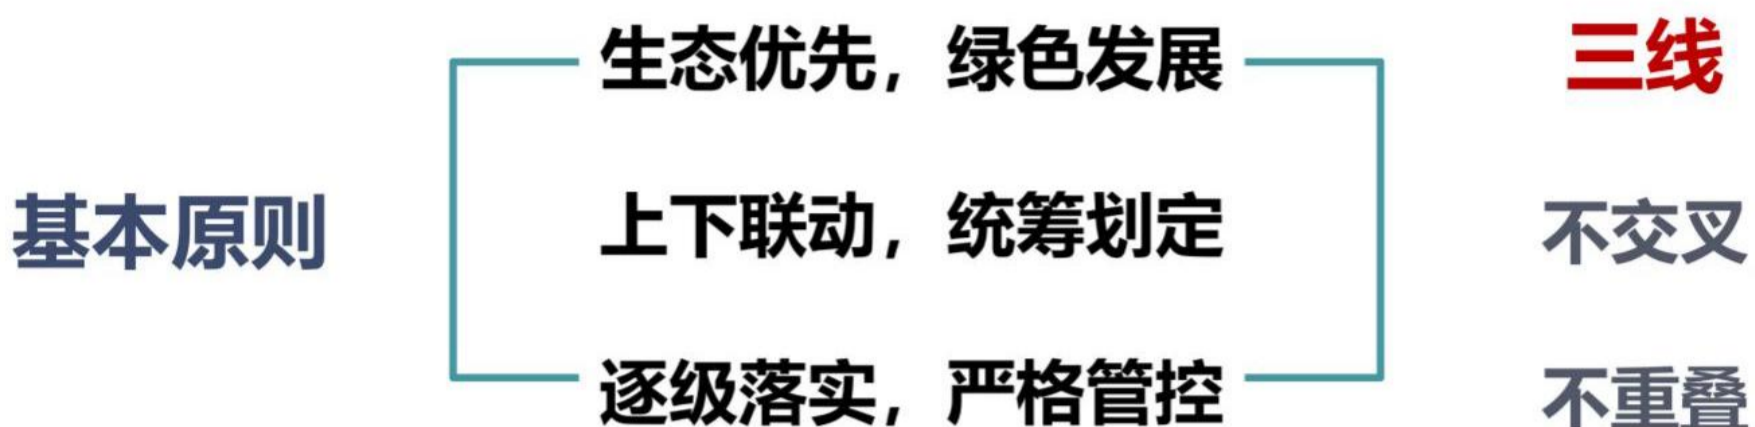 基本原则
生态优先，绿色发展
上下联动，统筹划定
逐级落实，严格管控
三线
不交叉
不重叠